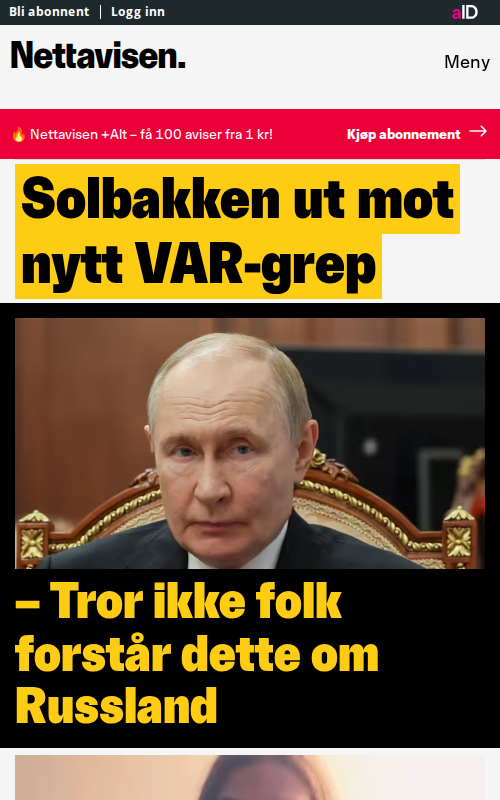 Bli abonnent | Logg inn
aID
Nettavisen.
Meny
🔥 Nettavisen +Alt – få 100 aviser fra 1 kr!
Kjøp abonnement →
Solbakken ut mot
nytt VAR-grep
– Tror ikke folk
forstår dette om
Russland